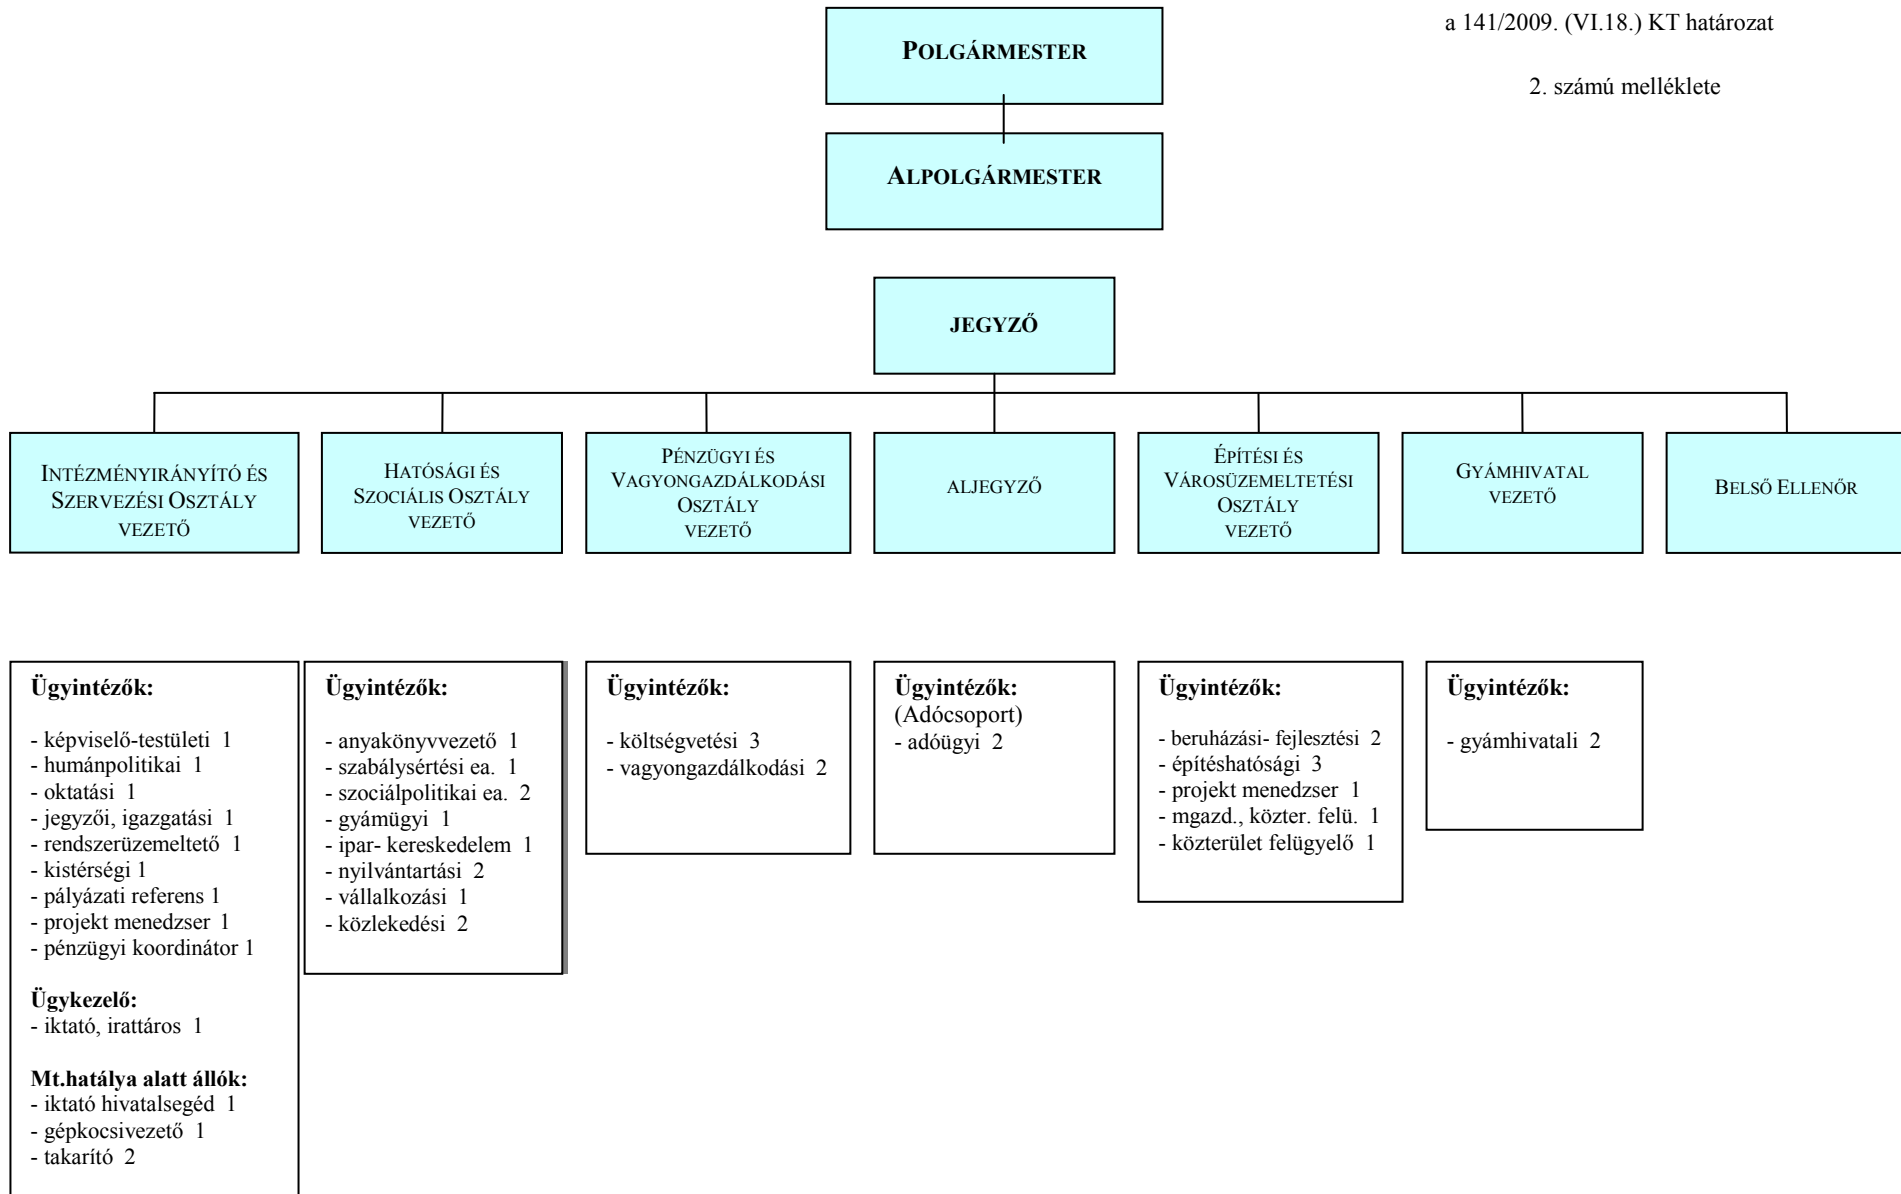 a 141/2009. (VI.18.) KT határozat
2. számú melléklete
POLGÁRMESTER
ALPOLGÁRMESTER
JEGYZŐ
INTÉZMÉNYIRÁNYÍTÓ ÉS
SZERVEZÉSI OSZTÁLY
VEZETŐ
HATÓSÁGI ÉS
SZOCIÁLIS OSZTÁLY
VEZETŐ
PÉNZÜGYI ÉS
VAGYONGAZDÁLKODÁSI
OSZTÁLY
VEZETŐ
ALJEGYZŐ
ÉPÍTÉSI ÉS
VÁROSÜZEMELTETÉSI
OSZTÁLY
VEZETŐ
GYÁMHIVATAL
VEZETŐ
BELSŐ ELLENŐR
Ügyintézők:
- képviselő-testületi 1
- humánpolitikai 1
- oktatási 1
- jegyzői, igazgatási 1
- rendszerüzemeltető 1
- kistérségi 1
- pályázati referens 1
- projekt menedzser 1
- pénzügyi koordinátor 1
Ügykezelő:
- iktató, irattáros 1
Mt.hatálya alatt állók:
- iktató hivatalsegéd 1
- gépkocsivezető 1
- takarító 2
Ügyintézők:
- anyakönyvvezető 1
- szabálysértési ea. 1
- szociálpolitikai ea. 2
- gyámügyi 1
- ipar- kereskedelem 1
- nyilvántartási 2
- vállalkozási 1
- közlekedési 2
Ügyintézők:
- költségvetési 3
- vagyongazdálkodási 2
Ügyintézők:
(Adócsoport)
- adóügyi 2
Ügyintézők:
- beruházási- fejlesztési 2
- építéshatósági 3
- projekt menedzser 1
- mgazd., közter. felü. 1
- közterület felügyelő 1
Ügyintézők:
- gyámhivatali 2